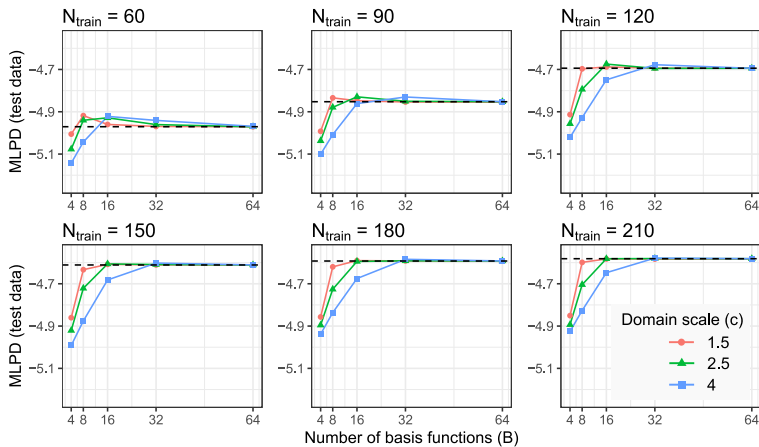 N_train = 60
N_train = 90
N_train = 120
MLPD (test data)
−4.7
−4.9
−5.1
−4.7
−4.9
−5.1
−4.7
−4.9
−5.1
4 8 16 32 64
4 8 16 32 64
4 8 16 32 64
N_train = 150
N_train = 180
N_train = 210
MLPD (test data)
−4.7
−4.9
−5.1
−4.7
−4.9
−5.1
−4.7
−4.9
−5.1
Domain scale (c)
1.5
2.5
4
4 8 16 32 64
4 8 16 32 64
4 8 16 32 64
Number of basis functions (B)